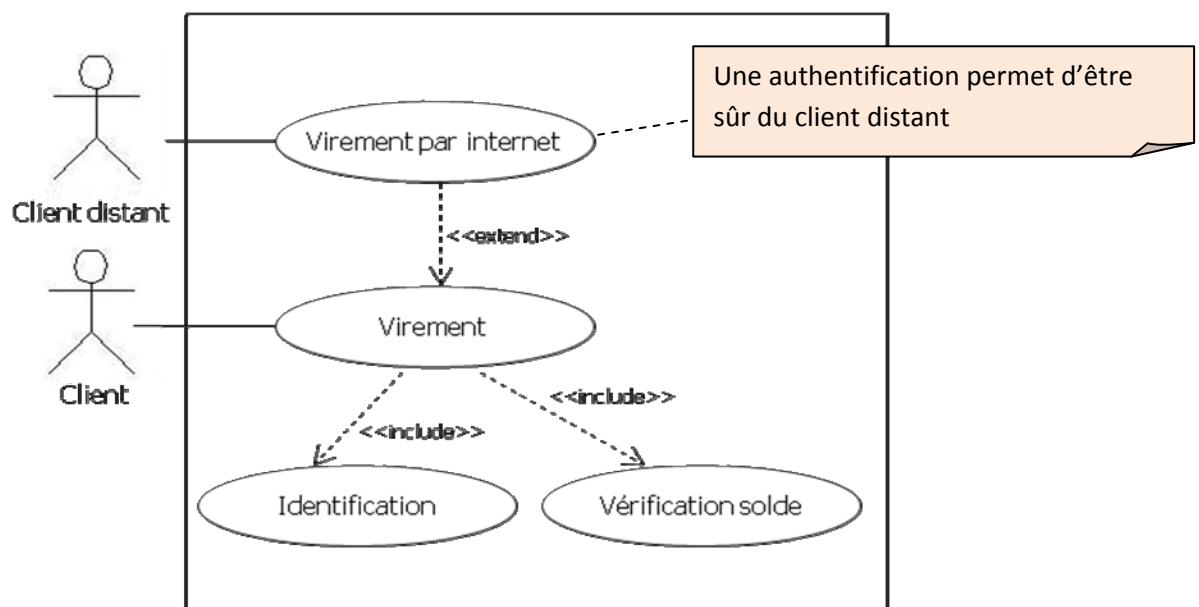 Une authentification permet d'être
sûr du client distant
Virement par internet
Client distant
<<extend>>
Virement
Client
<<include>>
<<include>>
Identification
Vérification solde